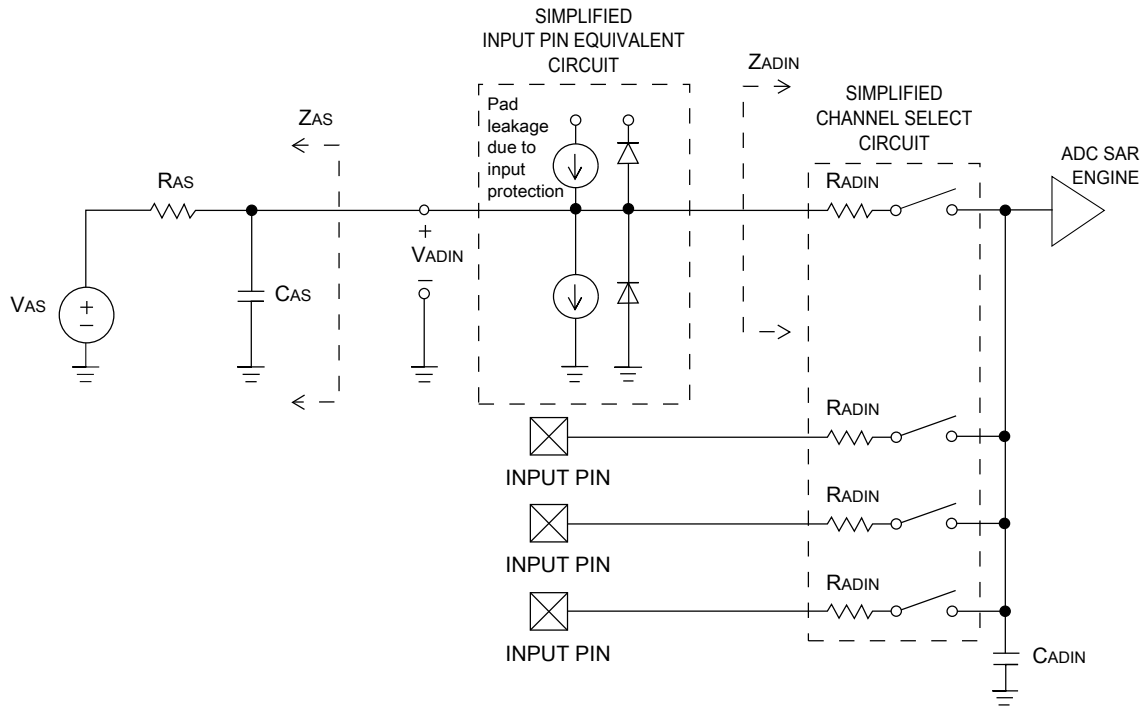 SIMPLIFIED
INPUT PIN EQUIVALENT
CIRCUIT
Pad
leakage
due to
input
protection
ZAS
RAS
VAS
+
-
CAS
+
VADIN
-
ZADIN
SIMPLIFIED
CHANNEL SELECT
CIRCUIT
RADIN
ADC SAR
ENGINE
RADIN
INPUT PIN
RADIN
INPUT PIN
RADIN
INPUT PIN
CADIN